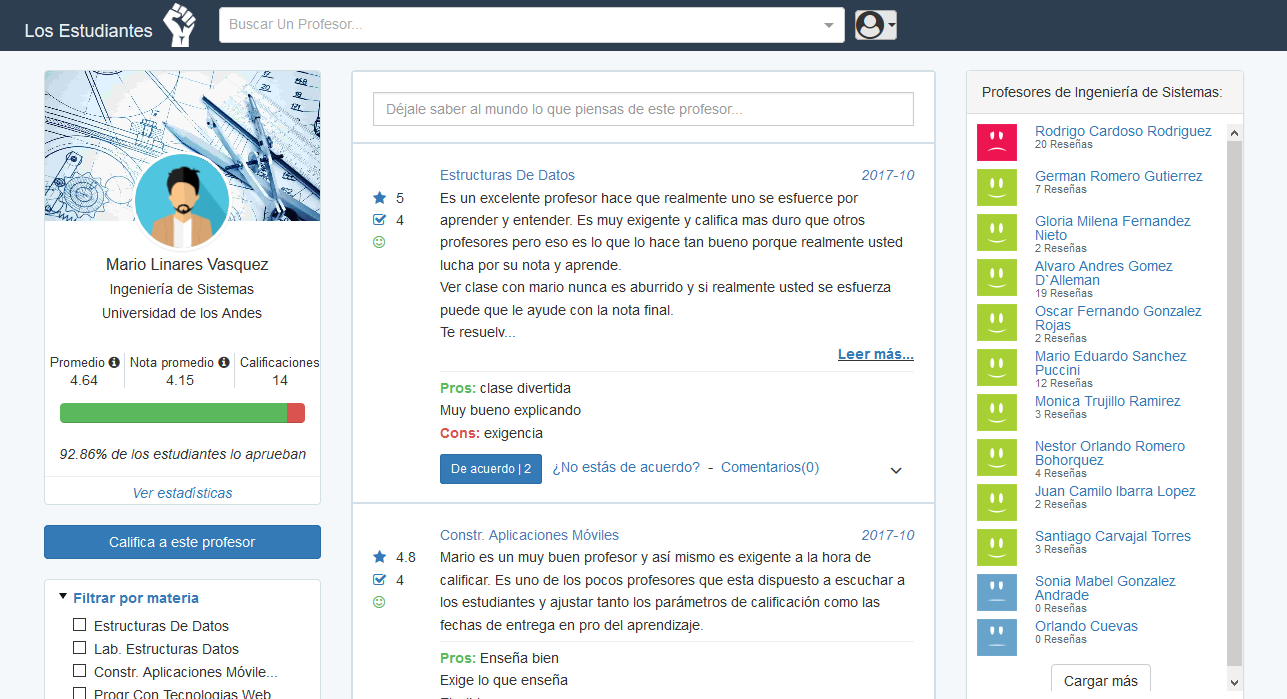 Los Estudiantes
Buscar Un Profesor...
Mario Linares Vasquez
Ingeniería de Sistemas
Universidad de los Andes
Promedio Nota promedio Calificaciones
4.64 4.15 14
92.86% de los estudiantes lo aprueban
Ver estadísticas
Califica a este profesor
Filtrar por materia
Estructuras De Datos
Lab. Estructuras Datos
Constr. Aplicaciones Móvile...
Progr Con Tecnologias Web
Déjale saber al mundo lo que piensas de este profesor...
Estructuras De Datos 2017-10
5 Es un excelente profesor hace que realmente uno se esfuerce por
4 aprender y entender. Es muy exigente y califica mas duro que otros
profesores pero eso es lo que lo hace tan bueno porque realmente usted
lucha por su nota y aprende.
Ver clase con mario nunca es aburrido y si realmente usted se esfuerza
puede que le ayude con la nota final.
Te resuelv...
Leer más...
Pros: clase divertida
Muy bueno explicando
Cons: exigencia
De acuerdo | 2 ¿No estás de acuerdo? - Comentarios(0)
Constr. Aplicaciones Móviles 2017-10
4.8 Mario es un muy buen profesor y así mismo es exigente a la hora de
4 calificar. Es uno de los pocos profesores que esta dispuesto a escuchar a
los estudiantes y ajustar tanto los parámetros de calificación como las
fechas de entrega en pro del aprendizaje.
Pros: Enseña bien
Exige lo que enseña
Profesores de Ingeniería de Sistemas:
Rodrigo Cardoso Rodriguez
20 Reseñas
German Romero Gutierrez
7 Reseñas
Gloria Milena Fernandez
Nieto
2 Reseñas
Alvaro Andres Gomez
D`Alleman
19 Reseñas
Oscar Fernando Gonzalez
Rojas
2 Reseñas
Mario Eduardo Sanchez
Puccini
12 Reseñas
Monica Trujillo Ramirez
3 Reseñas
Nestor Orlando Romero
Bohorquez
4 Reseñas
Juan Camilo Ibarra Lopez
2 Reseñas
Santiago Carvajal Torres
3 Reseñas
Sonia Mabel Gonzalez
Andrade
0 Reseñas
Orlando Cuevas
0 Reseñas
Cargar más